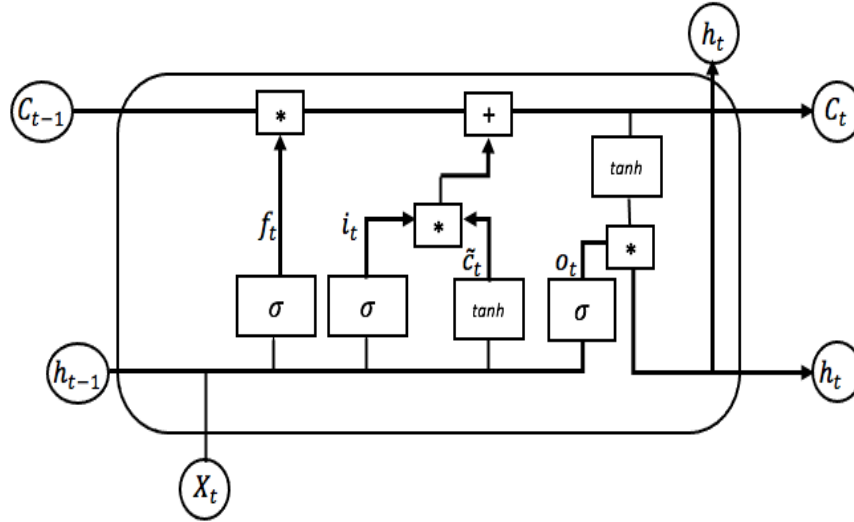 h_t
C_{t−1}
*
+
C_t
tanh
f_t
i_t
*
c̃_t
o_t
*
σ
σ
tanh
σ
h_{t−1}
h_t
X_t